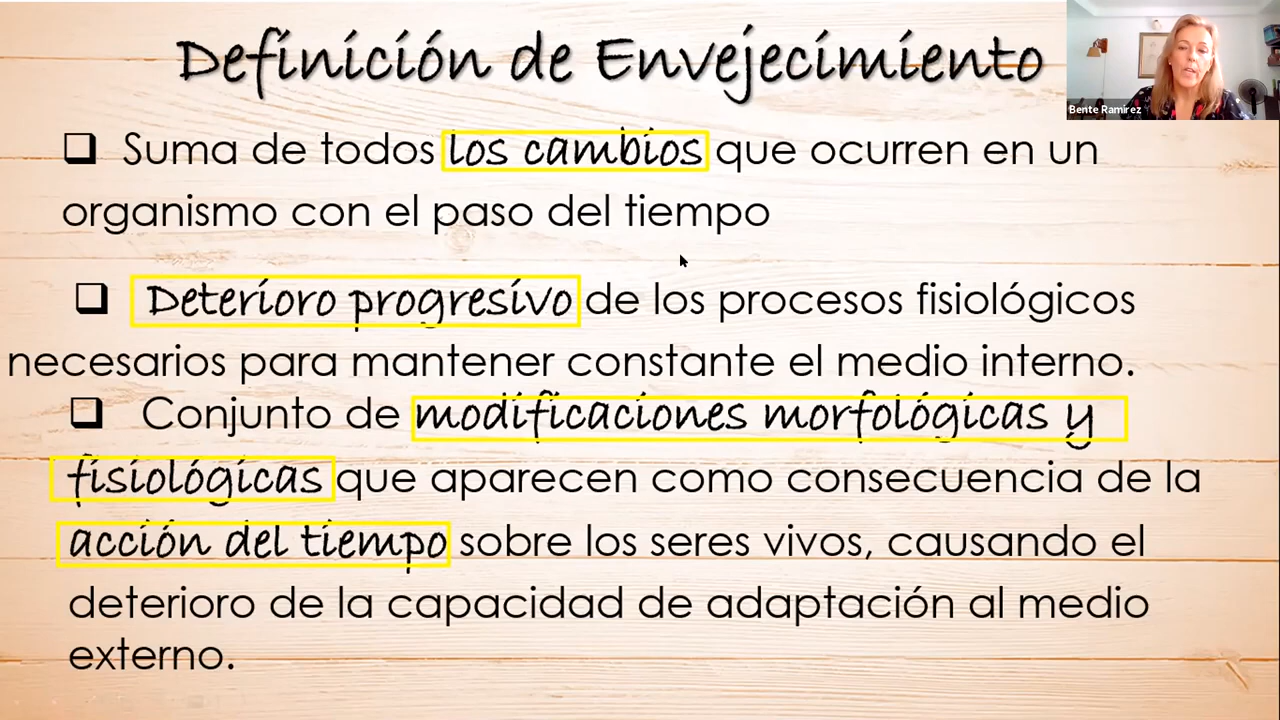 Definición de Envejecimiento
Bente Ramírez
❑ Suma de todos los cambios que ocurren en un
organismo con el paso del tiempo
❑ Deterioro progresivo de los procesos fisiológicos
necesarios para mantener constante el medio interno.
❑ Conjunto de modificaciones morfológicas y
fisiológicas que aparecen como consecuencia de la
acción del tiempo sobre los seres vivos, causando el
deterioro de la capacidad de adaptación al medio
externo.